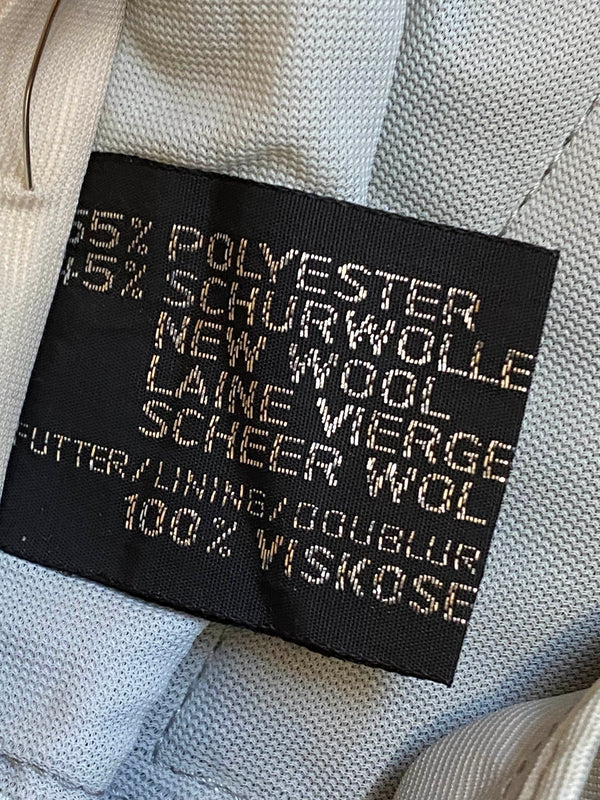 55% POLYESTER
45% SCHURWOLLE
NEW WOOL
LAINE VIERGE
SCHEER WOL
FUTTER/LINING/DOUBLUR
100% VISKOSE